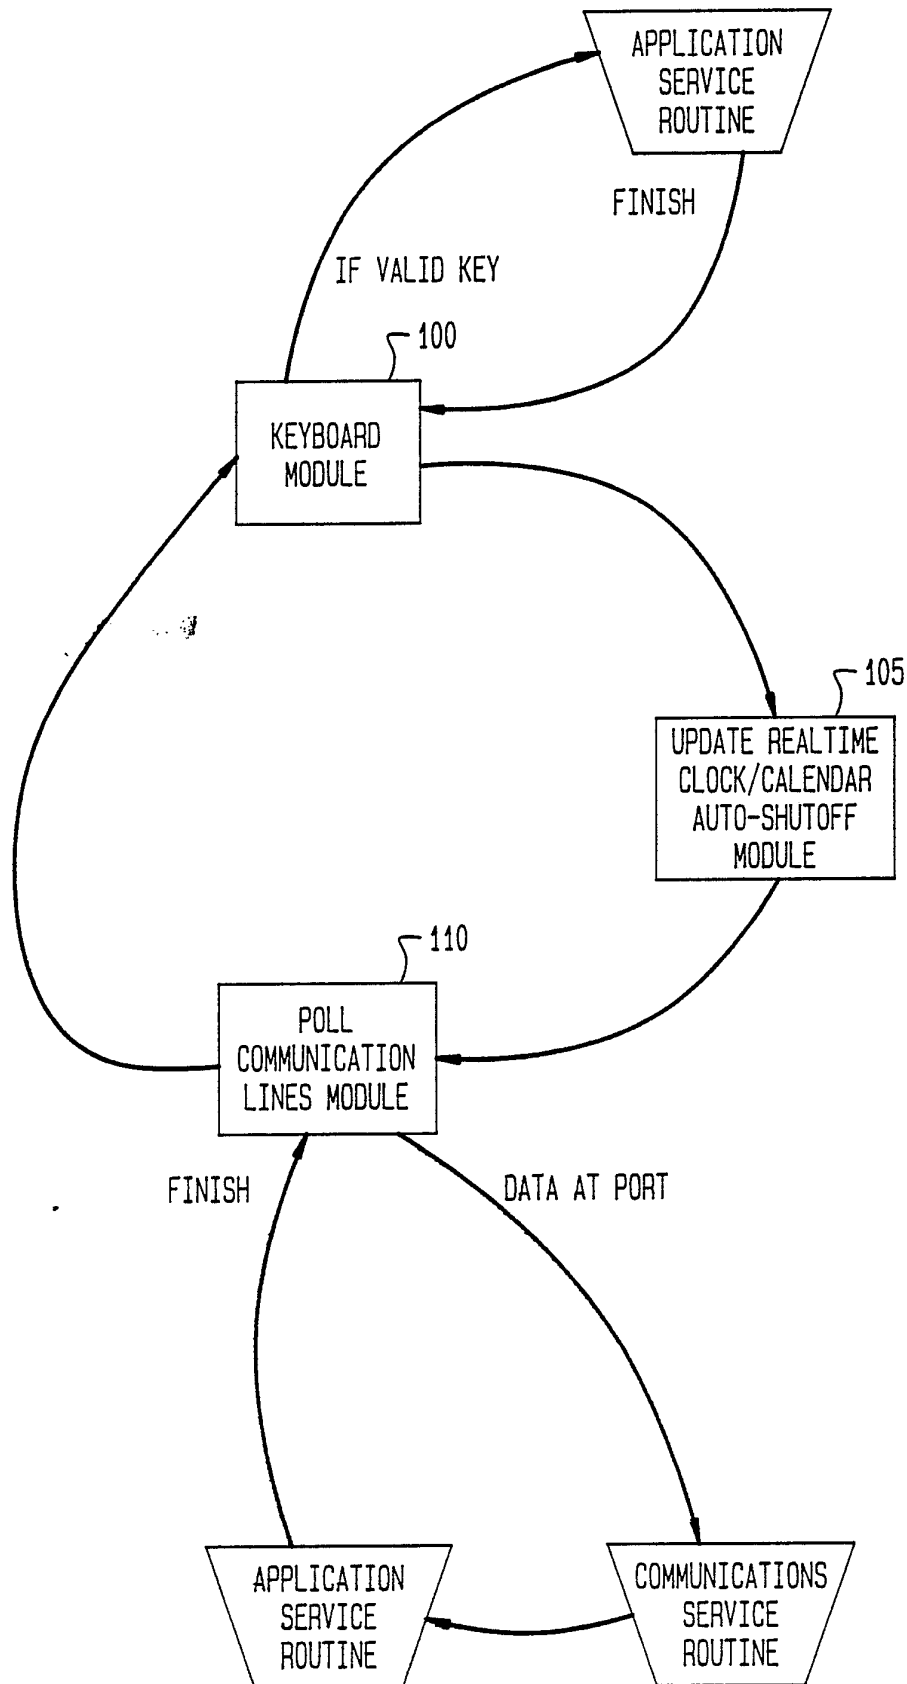 APPLICATION
SERVICE
ROUTINE
FINISH
IF VALID KEY
100
KEYBOARD
MODULE
105
UPDATE REALTIME
CLOCK/CALENDAR
AUTO-SHUTOFF
MODULE
110
POLL
COMMUNICATION
LINES MODULE
FINISH
DATA AT PORT
APPLICATION
SERVICE
ROUTINE
COMMUNICATIONS
SERVICE
ROUTINE